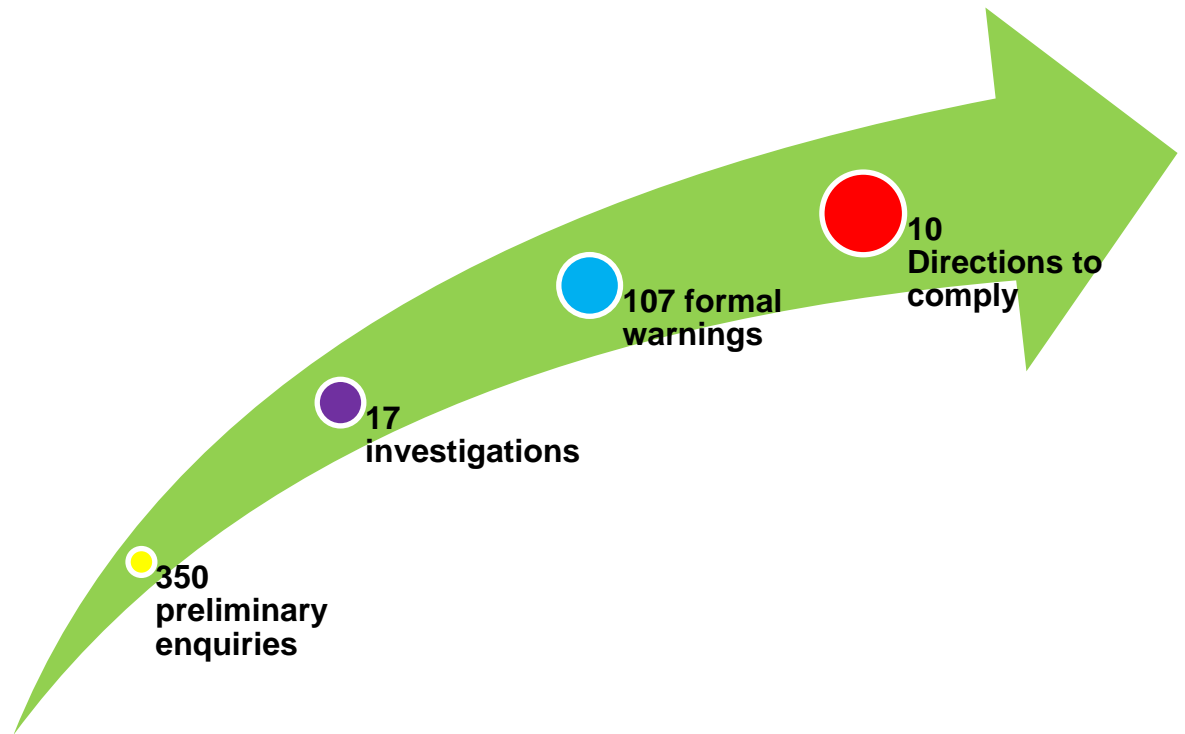 350
preliminary
enquiries
17
investigations
107 formal
warnings
10
Directions to
comply